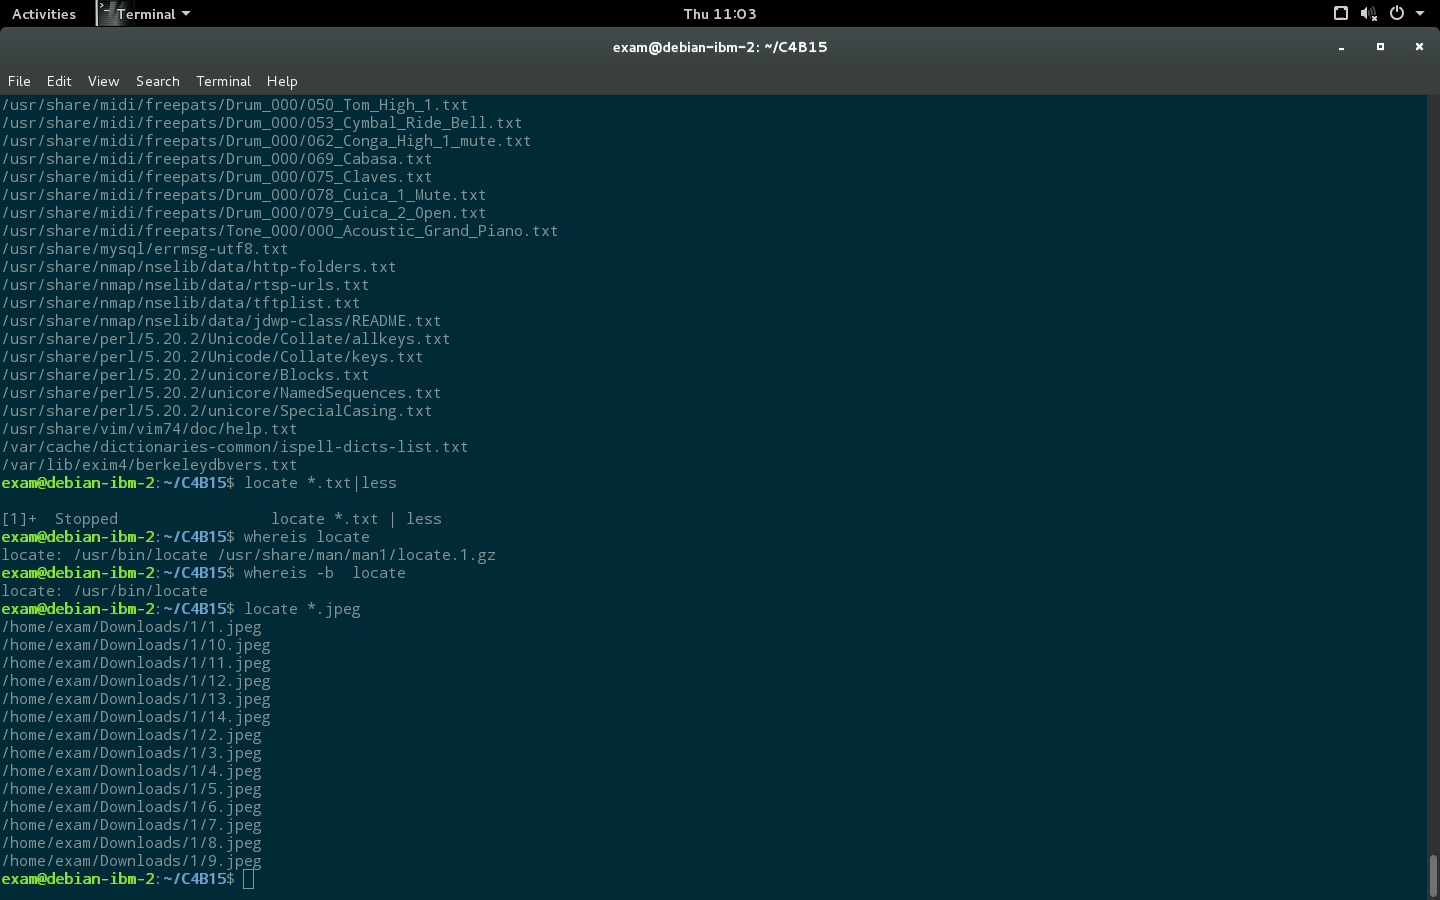 Activities Terminal Thu 11:03
exam@debian-ibm-2: ~/C4B15
File Edit View Search Terminal Help
/usr/share/midi/freepats/Drum_000/050_Tom_High_1.txt
/usr/share/midi/freepats/Drum_000/053_Cymbal_Ride_Bell.txt
/usr/share/midi/freepats/Drum_000/062_Conga_High_1_mute.txt
/usr/share/midi/freepats/Drum_000/069_Cabasa.txt
/usr/share/midi/freepats/Drum_000/075_Claves.txt
/usr/share/midi/freepats/Drum_000/078_Cuica_1_Mute.txt
/usr/share/midi/freepats/Drum_000/079_Cuica_2_Open.txt
/usr/share/midi/freepats/Tone_000/000_Acoustic_Grand_Piano.txt
/usr/share/mysql/errmsg-utf8.txt
/usr/share/nmap/nselib/data/http-folders.txt
/usr/share/nmap/nselib/data/rtsp-urls.txt
/usr/share/nmap/nselib/data/tftplist.txt
/usr/share/nmap/nselib/data/jdwp-class/README.txt
/usr/share/perl/5.20.2/Unicode/Collate/allkeys.txt
/usr/share/perl/5.20.2/Unicode/Collate/keys.txt
/usr/share/perl/5.20.2/unicore/Blocks.txt
/usr/share/perl/5.20.2/unicore/NamedSequences.txt
/usr/share/perl/5.20.2/unicore/SpecialCasing.txt
/usr/share/vim/vim74/doc/help.txt
/var/cache/dictionaries-common/ispell-dicts-list.txt
/var/lib/exim4/berkeleydbvers.txt
exam@debian-ibm-2:~/C4B15$ locate *.txt|less
[1]+  Stopped                 locate *.txt | less
exam@debian-ibm-2:~/C4B15$ whereis locate
locate: /usr/bin/locate /usr/share/man/man1/locate.1.gz
exam@debian-ibm-2:~/C4B15$ whereis -b  locate
locate: /usr/bin/locate
exam@debian-ibm-2:~/C4B15$ locate *.jpeg
/home/exam/Downloads/1/1.jpeg
/home/exam/Downloads/1/10.jpeg
/home/exam/Downloads/1/11.jpeg
/home/exam/Downloads/1/12.jpeg
/home/exam/Downloads/1/13.jpeg
/home/exam/Downloads/1/14.jpeg
/home/exam/Downloads/1/2.jpeg
/home/exam/Downloads/1/3.jpeg
/home/exam/Downloads/1/4.jpeg
/home/exam/Downloads/1/5.jpeg
/home/exam/Downloads/1/6.jpeg
/home/exam/Downloads/1/7.jpeg
/home/exam/Downloads/1/8.jpeg
/home/exam/Downloads/1/9.jpeg
exam@debian-ibm-2:~/C4B15$